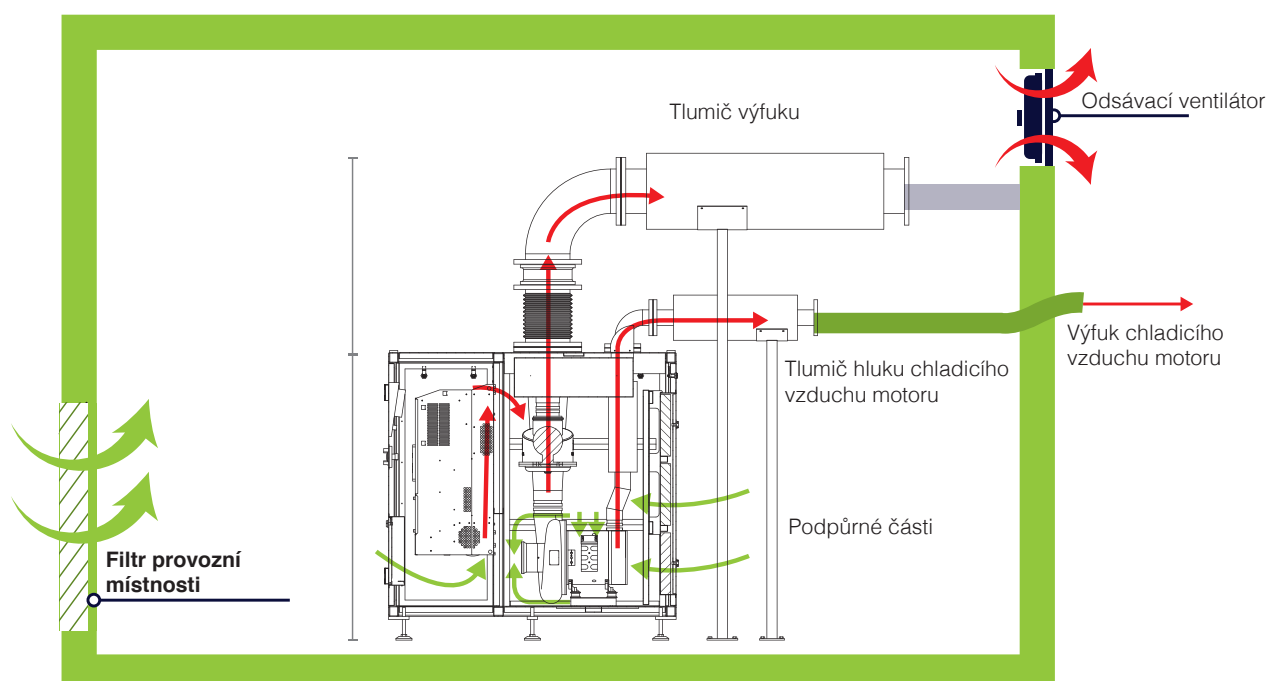 Tlumič výfuku
Odsávací ventilátor
Výfuk chladicího
vzduchu motoru
Tlumič hluku chladicího
vzduchu motoru
Podpůrné části
Filtr provozní
místnosti